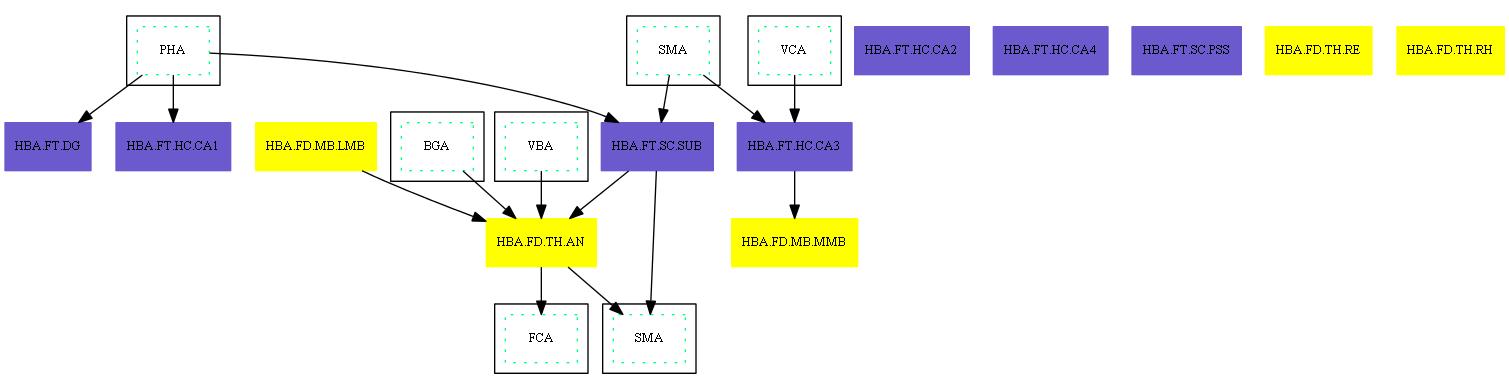 PHA
SMA
VCA
HBA.FT.HC.CA2
HBA.FT.HC.CA4
HBA.FT.SC.PSS
HBA.FD.TH.RE
HBA.FD.TH.RH
HBA.FT.DG
HBA.FT.HC.CA1
HBA.FD.MB.LMB
BGA
VBA
HBA.FT.SC.SUB
HBA.FT.HC.CA3
HBA.FD.TH.AN
HBA.FD.MB.MMB
FCA
SMA